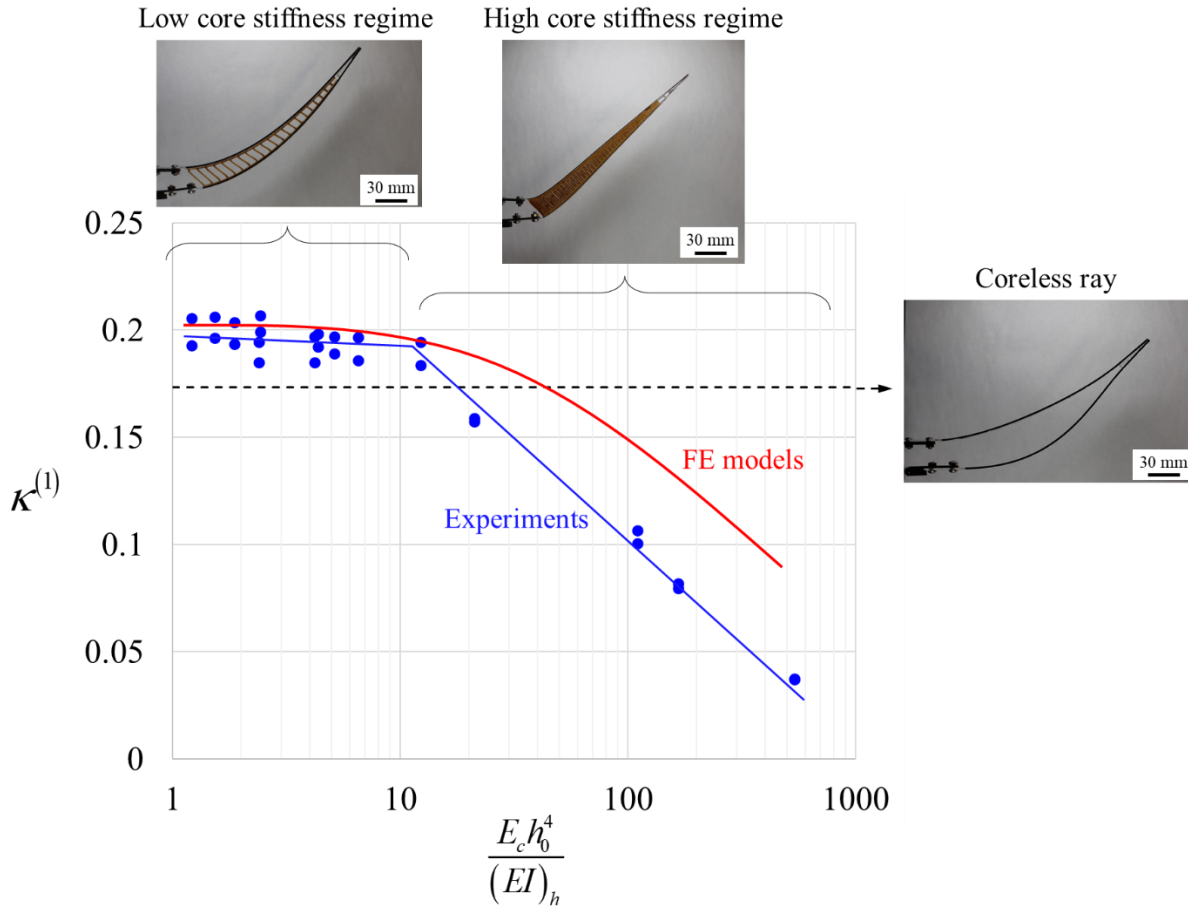 Low core stiffness regime
High core stiffness regime
30 mm
30 mm
Coreless ray
30 mm
0.25
0.2
0.15
0.1
0.05
0
κ^(1)
FE models
Experiments
1
10
100
1000
E_c h_0^4
(EI)_h